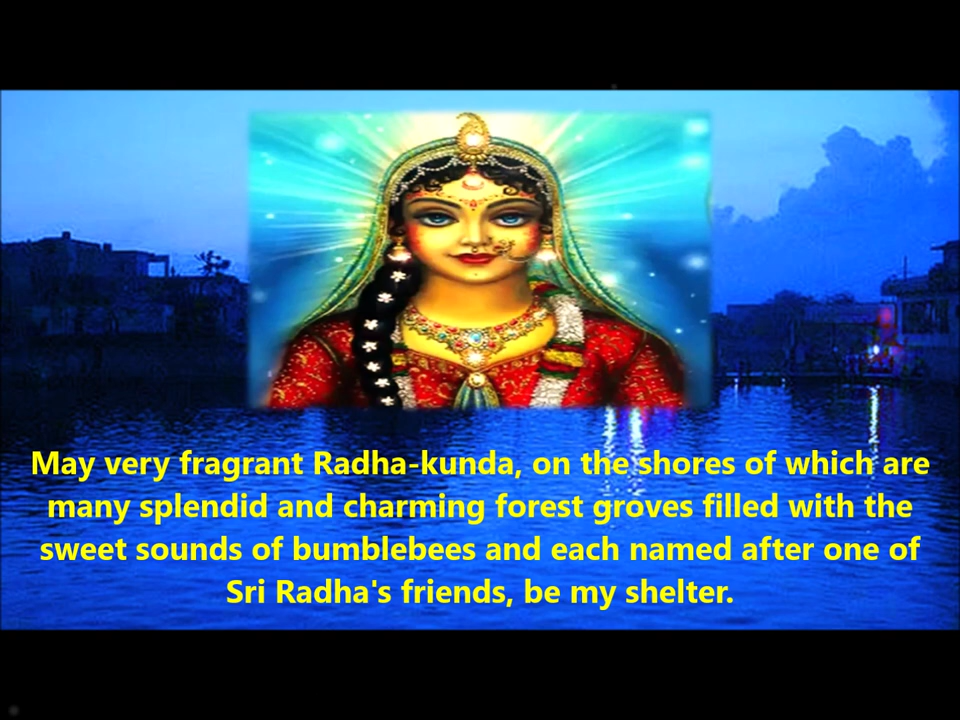 May very fragrant Radha-kunda, on the shores of which are
many splendid and charming forest groves filled with the
sweet sounds of bumblebees and each named after one of
Sri Radha's friends, be my shelter.